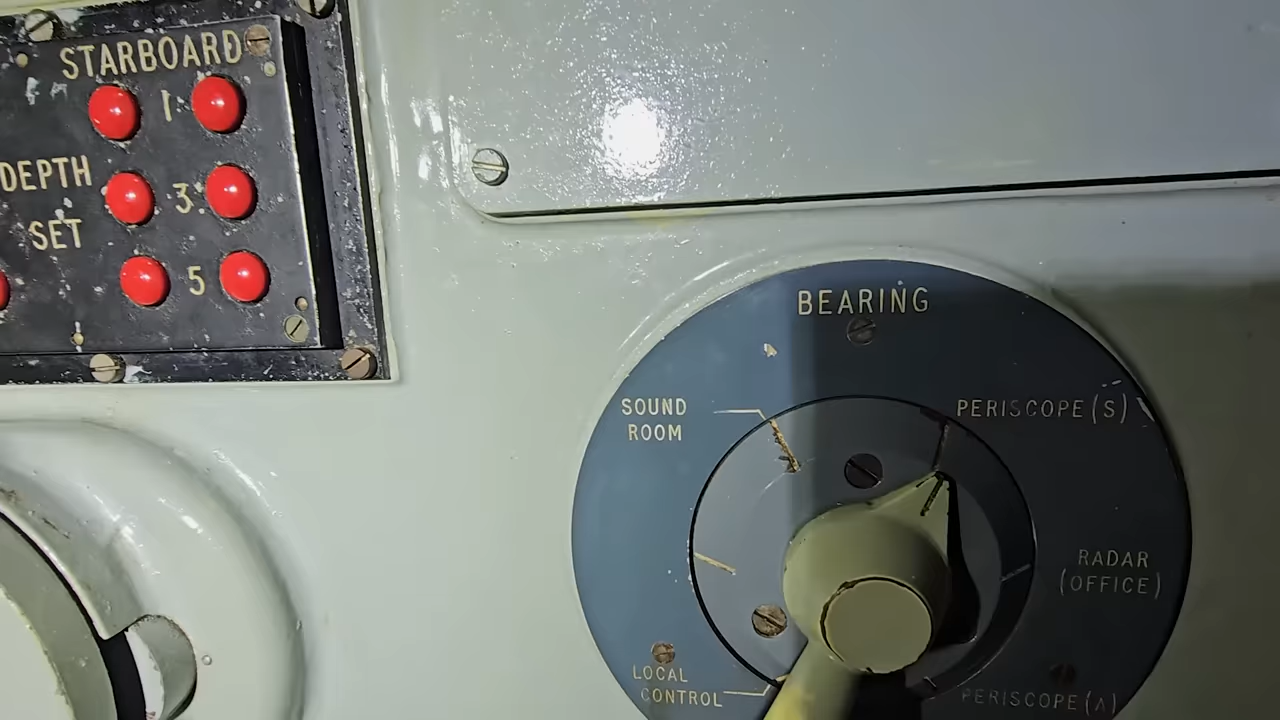 STARBOARD
1
DEPTH
3
SET
5
BEARING
SOUND
ROOM
PERISCOPE (S)
RADAR
(OFFICE)
LOCAL
CONTROL
PERISCOPE (A)